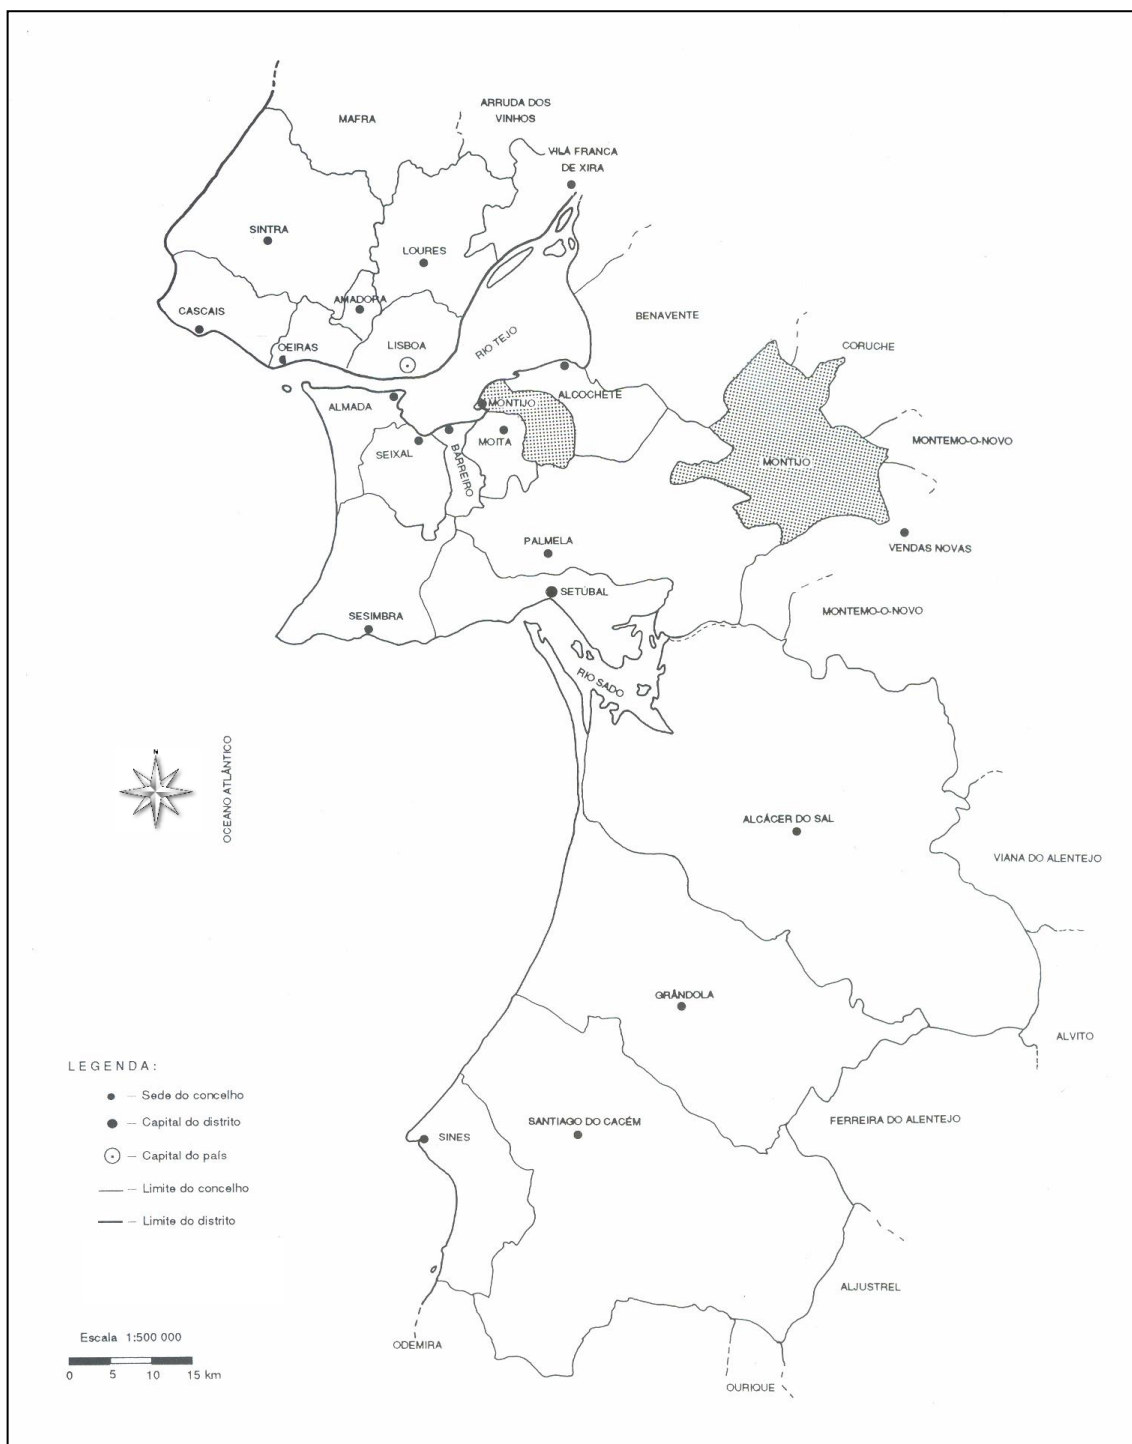 MAFRA
ARRUDA DOS
VINHOS
VILA FRANCA
DE XIRA
SINTRA
LOURES
AMADORA
CASCAIS
OEIRAS
LISBOA
RIO TEJO
BENAVENTE
CORUCHE
ALMADA
MONTIJO
ALCOCHETE
SEIXAL
BARREIRO
MOITA
MONTIJO
MONTEMO-O-NOVO
PALMELA
VENDAS NOVAS
SETÚBAL
SESIMBRA
MONTEMO-O-NOVO
RIO SADO
N
OCEANO ATLÂNTICO
ALCÁCER DO SAL
VIANA DO ALENTEJO
GRÂNDOLA
ALVITO
LEGENDA:
– Sede do concelho
– Capital do distrito
– Capital do país
– Limite do concelho
– Limite do distrito
SANTIAGO DO CACÉM
FERREIRA DO ALENTEJO
SINES
ALJUSTREL
ODEMIRA
OURIQUE
Escala 1:500 000
0 5 10 15 km